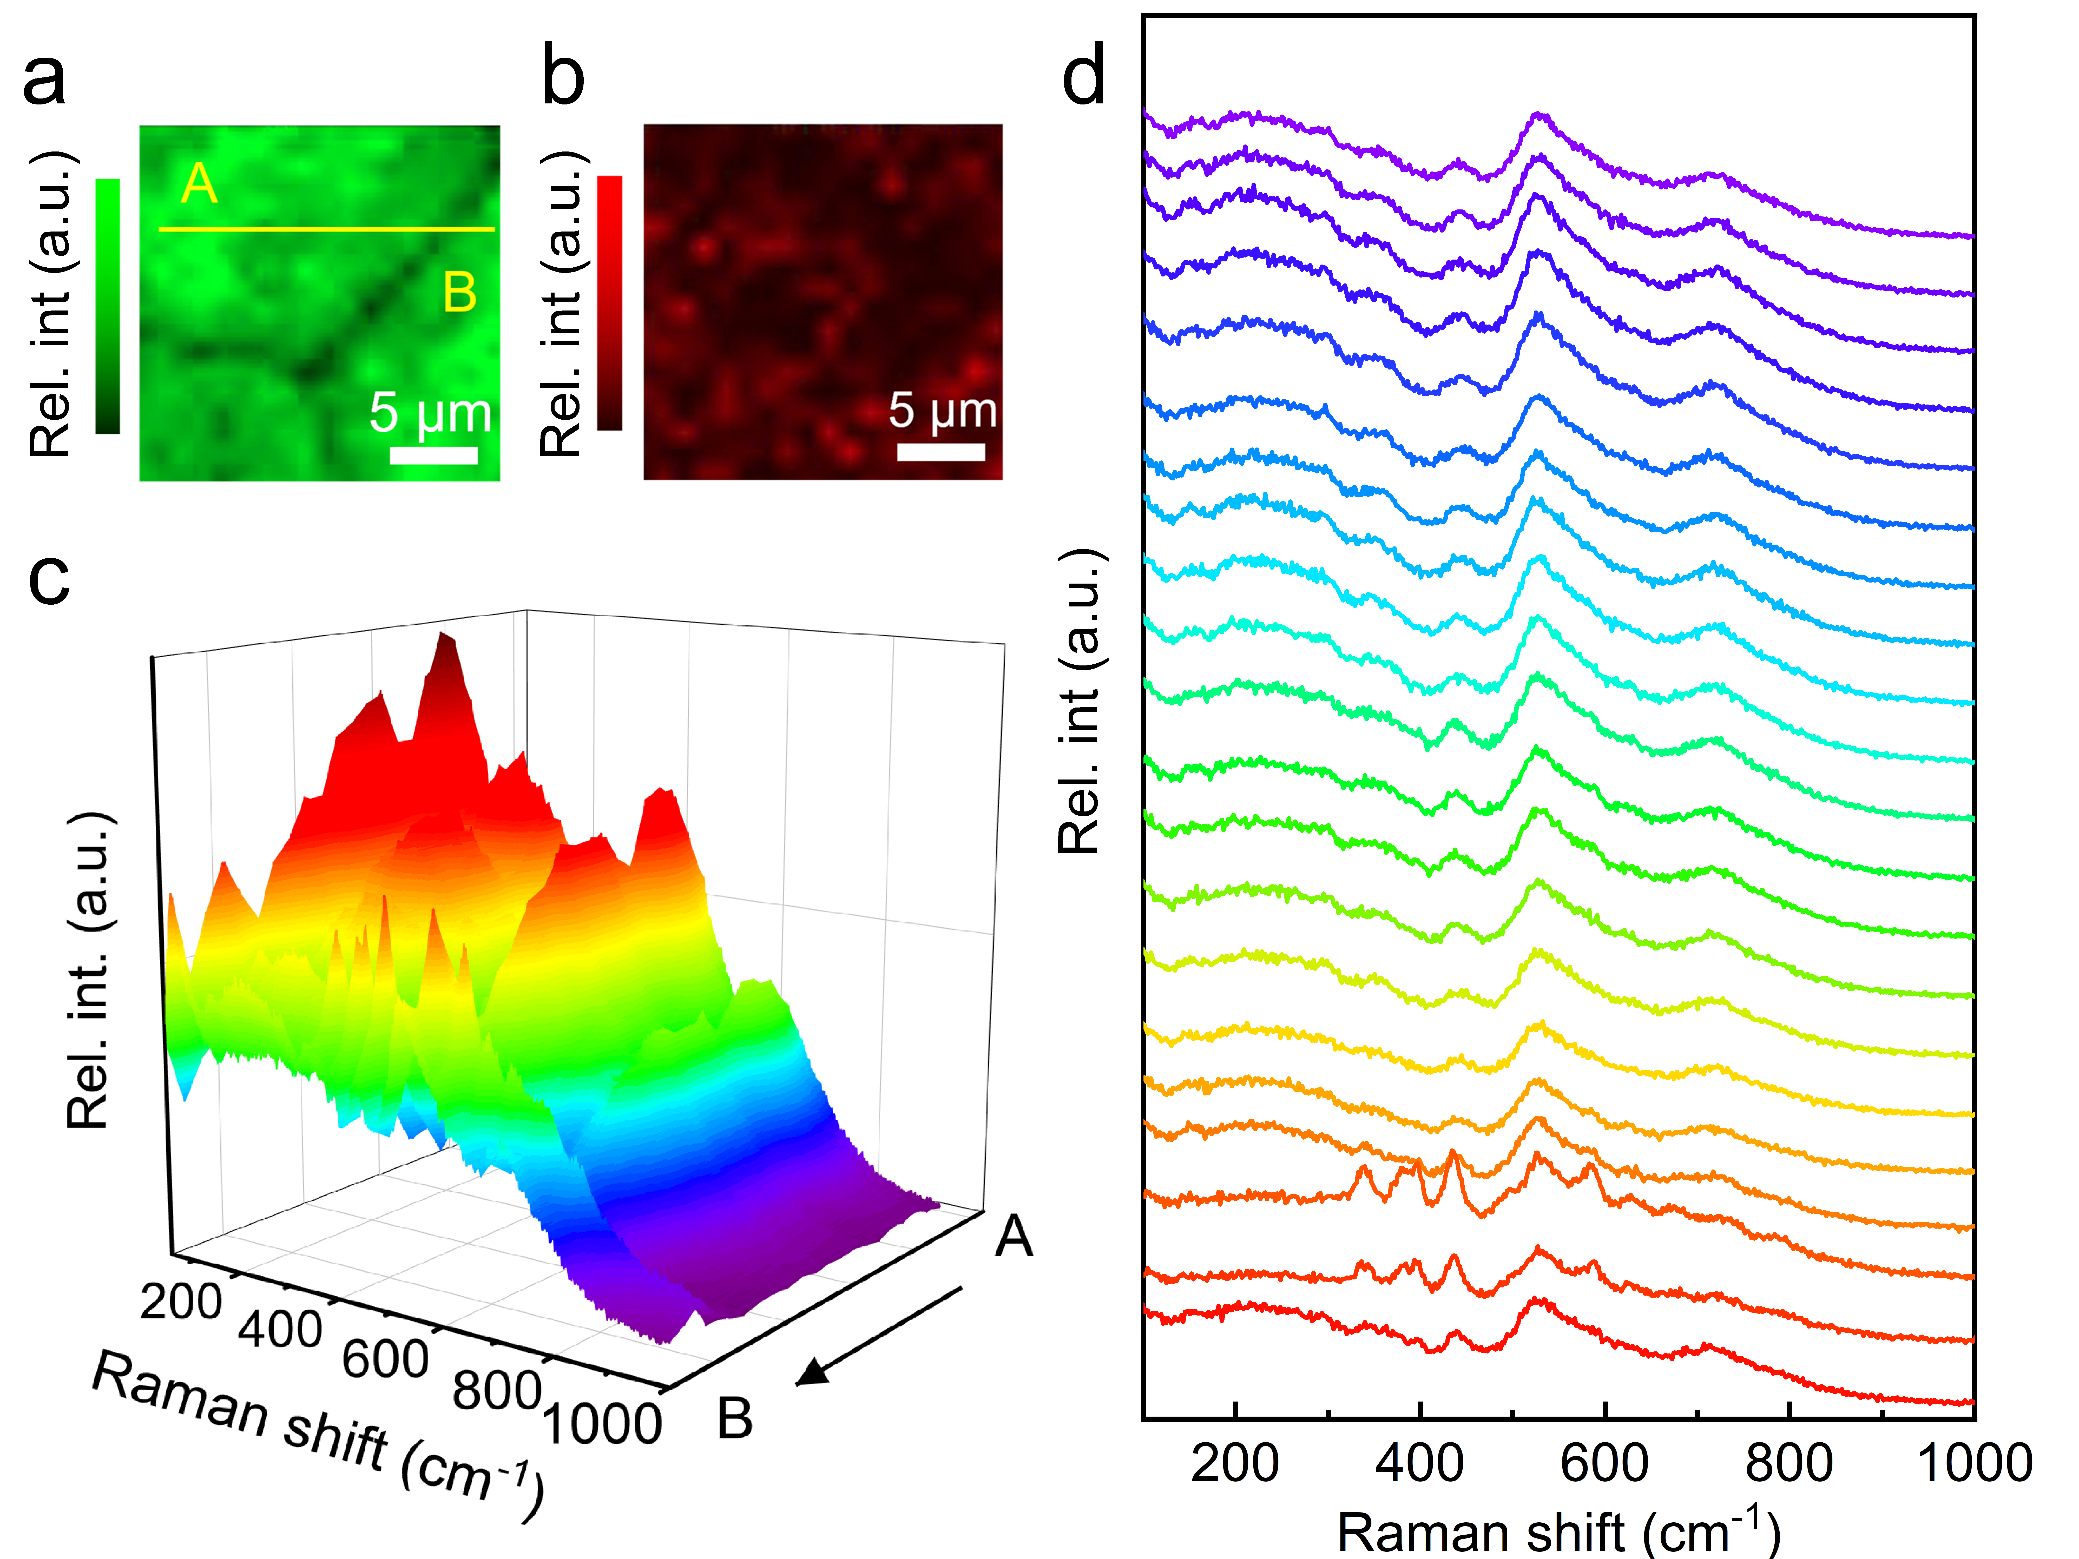 a
Rel. int (a.u.)
A
B
5 μm
b
Rel. int (a.u.)
5 μm
c
Rel. int. (a.u.)
200
400
600
800
1000
Raman shift (cm-1)
A
B
d
Rel. int (a.u.)
200 400 600 800 1000
Raman shift (cm-1)